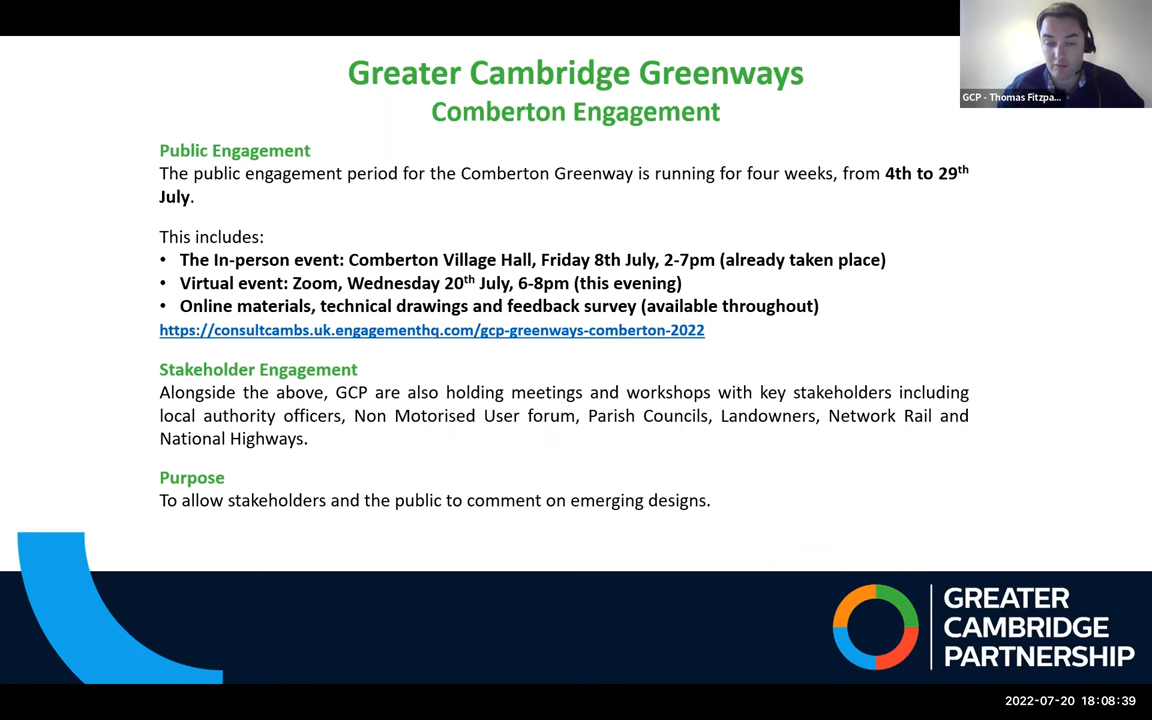 Greater Cambridge Greenways
Comberton Engagement
GCP - Thomas Fitzpa...
Public Engagement
The public engagement period for the Comberton Greenway is running for four weeks, from 4th to 29th
July.
This includes:
• The In-person event: Comberton Village Hall, Friday 8th July, 2-7pm (already taken place)
• Virtual event: Zoom, Wednesday 20th July, 6-8pm (this evening)
• Online materials, technical drawings and feedback survey (available throughout)
https://consultcambs.uk.engagementhq.com/gcp-greenways-comberton-2022
Stakeholder Engagement
Alongside the above, GCP are also holding meetings and workshops with key stakeholders including
local authority officers, Non Motorised User forum, Parish Councils, Landowners, Network Rail and
National Highways.
Purpose
To allow stakeholders and the public to comment on emerging designs.
GREATER
CAMBRIDGE
PARTNERSHIP
2022-07-20 18:08:39